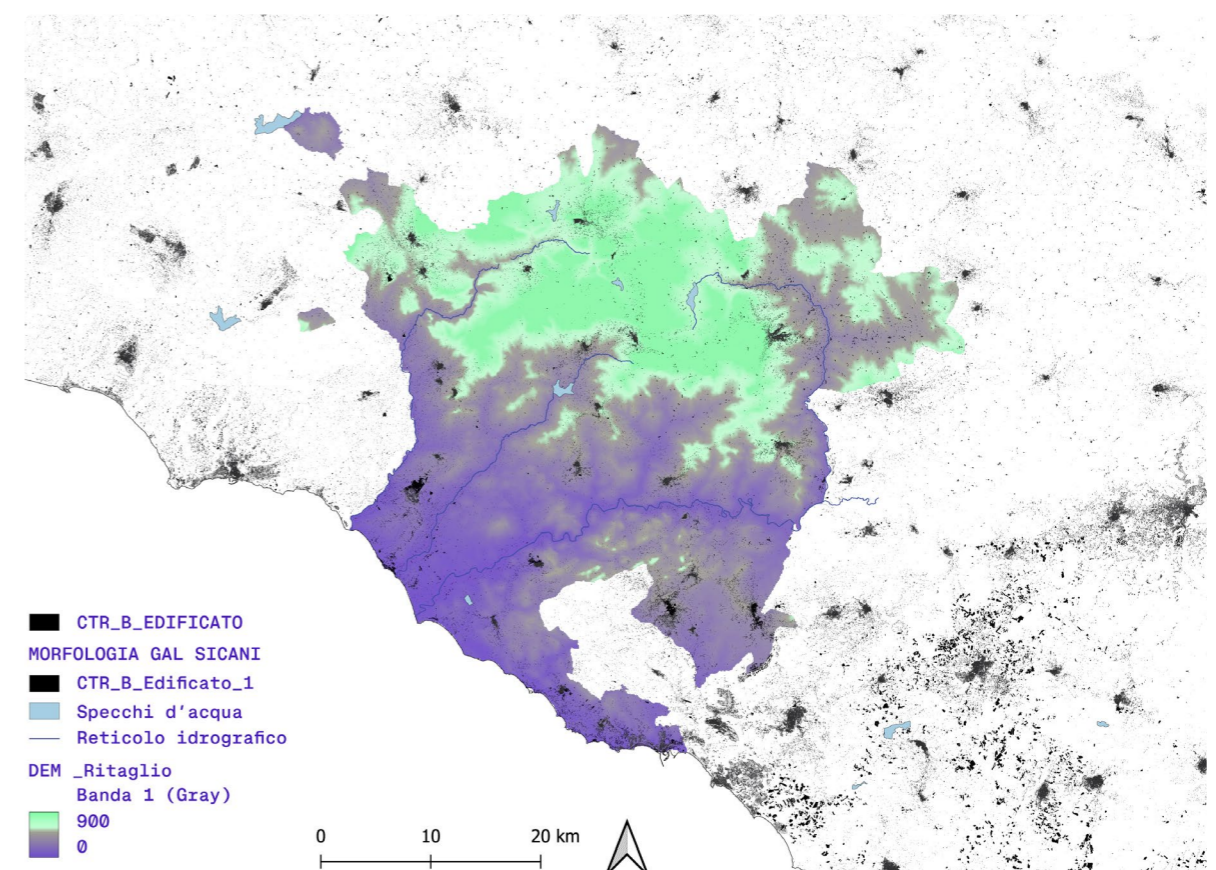 CTR_B_EDIFICATO
MORFOLOGIA GAL SICANI
CTR_B_Edificato_1
Specchi d'acqua
Reticolo idrografico
DEM _Ritaglio
Banda 1 (Gray)
900
0
0 10 20 km